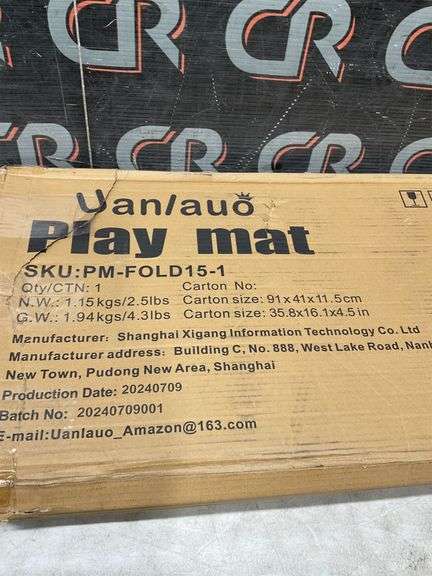 CR CR CR
CR CR CR
Uanlauo
Play mat
SKU:PM-FOLD15-1
Qty/CTN: 1 Carton No:
N.W.: 1.15kgs/2.5lbs Carton size: 91x41x11.5cm
G.W.: 1.94kgs/4.3lbs Carton size: 35.8x16.1x4.5in
Manufacturer: Shanghai Xigang Information Technology Co. Ltd
Manufacturer address: Building C, No. 888, West Lake Road, Nanh
New Town, Pudong New Area, Shanghai
Production Date: 20240709
Batch No: 20240709001
E-mail:Uanlauo_Amazon@163.com